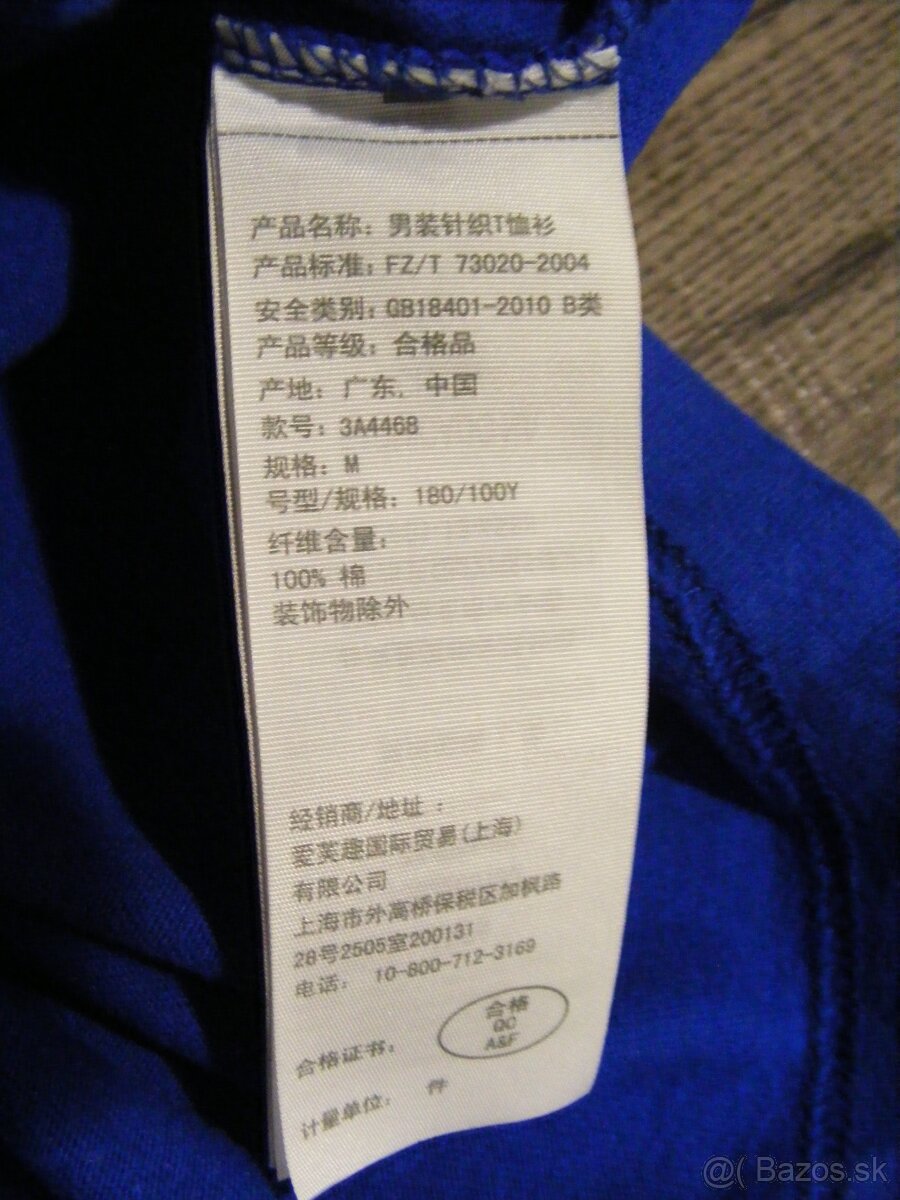 产品名称：男装针织T恤衫
产品标准：FZ/T 73020-2004
安全类别：GB18401-2010 B类
产品等级：合格品
产地：广东，中国
款号：3A4468
规格：M
号型/规格：180/100Y
纤维含量：
100% 棉
装饰物除外
经销商/地址：
爱芙趣国际贸易(上海)
有限公司
上海市外高桥保税区加枫路
28号2505室200131
电话： 10-800-712-3169
合格证书：
合格
QC
A&F
计量单位： 件
@( Bazos.sk